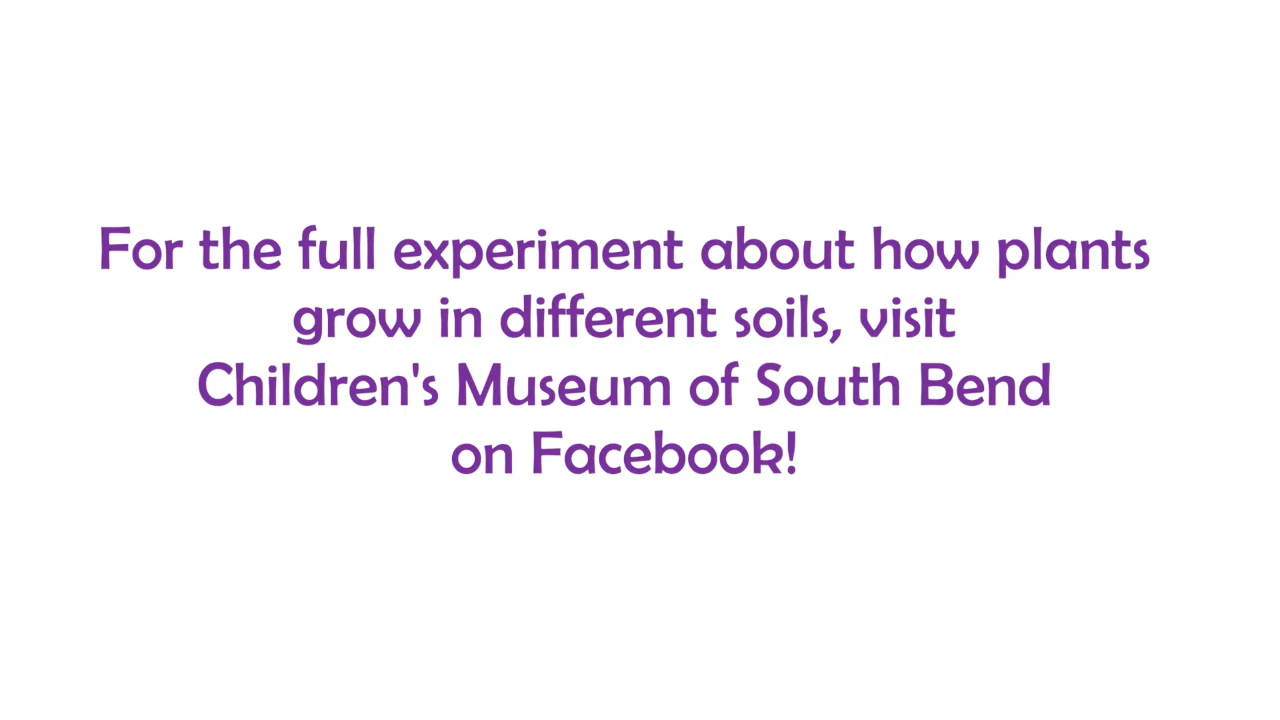 For the full experiment about how plants
grow in different soils, visit
Children's Museum of South Bend
on Facebook!